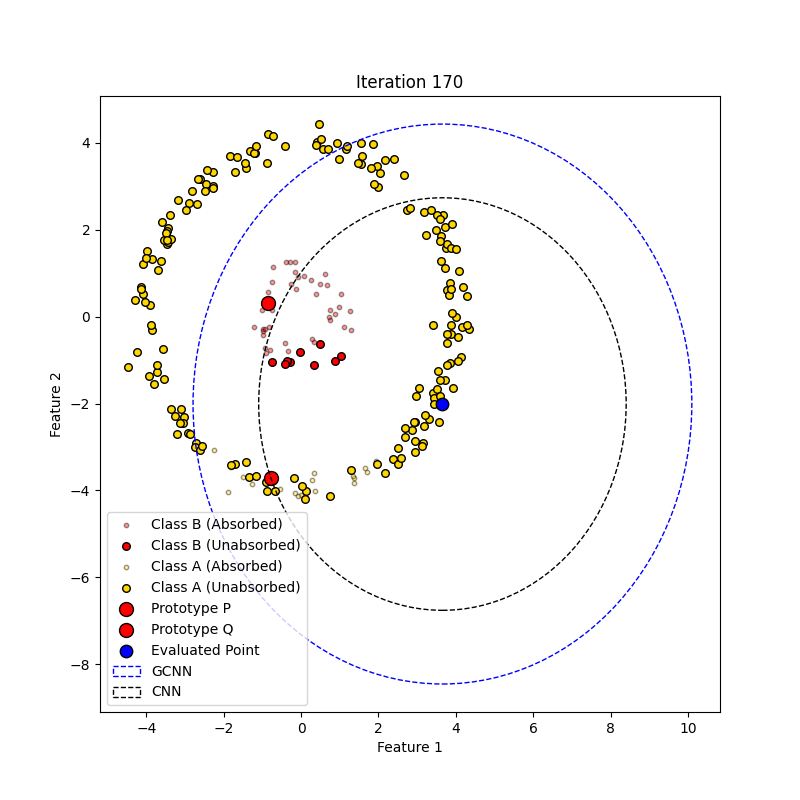 Iteration 170
Feature 2
4
2
0
−2
−4
−6
−8
Class B (Absorbed)
Class B (Unabsorbed)
Class A (Absorbed)
Class A (Unabsorbed)
Prototype P
Prototype Q
Evaluated Point
GCNN
CNN
−4 −2 0 2 4 6 8 10
Feature 1